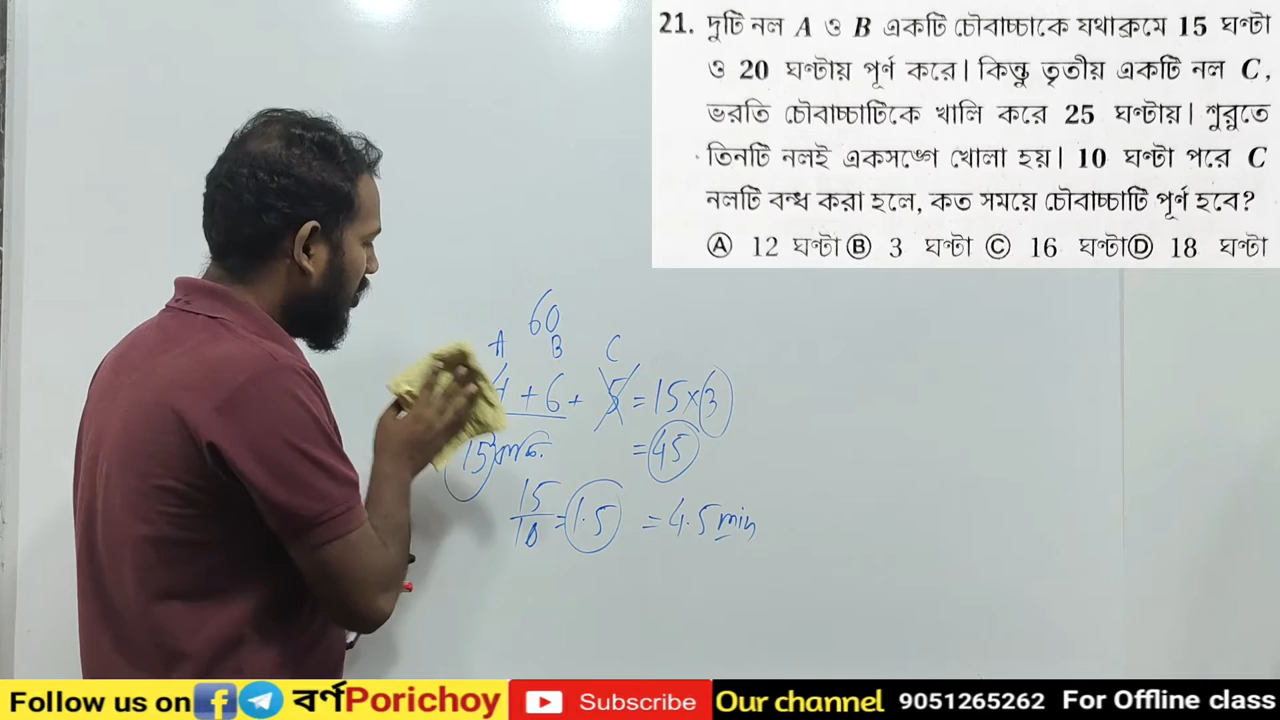 21. দুটি নল A ও B একটি চৌবাচ্চাকে যথাক্রমে 15 ঘণ্টা
ও 20 ঘণ্টায় পূর্ণ করে। কিন্তু তৃতীয় একটি নল C,
ভরতি চৌবাচ্চাটিকে খালি করে 25 ঘণ্টায়। শুরুতে
তিনটি নলই একসঙ্গে খোলা হয়। 10 ঘণ্টা পরে C
নলটি বন্ধ করা হলে, কত সময়ে চৌবাচ্চাটি পূর্ণ হবে?
Ⓐ 12 ঘণ্টা Ⓑ 3 ঘণ্টা Ⓒ 16 ঘণ্টা Ⓓ 18 ঘণ্টা
60
A B C
+ 6 + 5 = 15 × 3
15 = 45
15/10 = 1.5 = 4.5 min
Follow us on বর্ণPorichoy Subscribe Our channel 9051265262 For Offline class